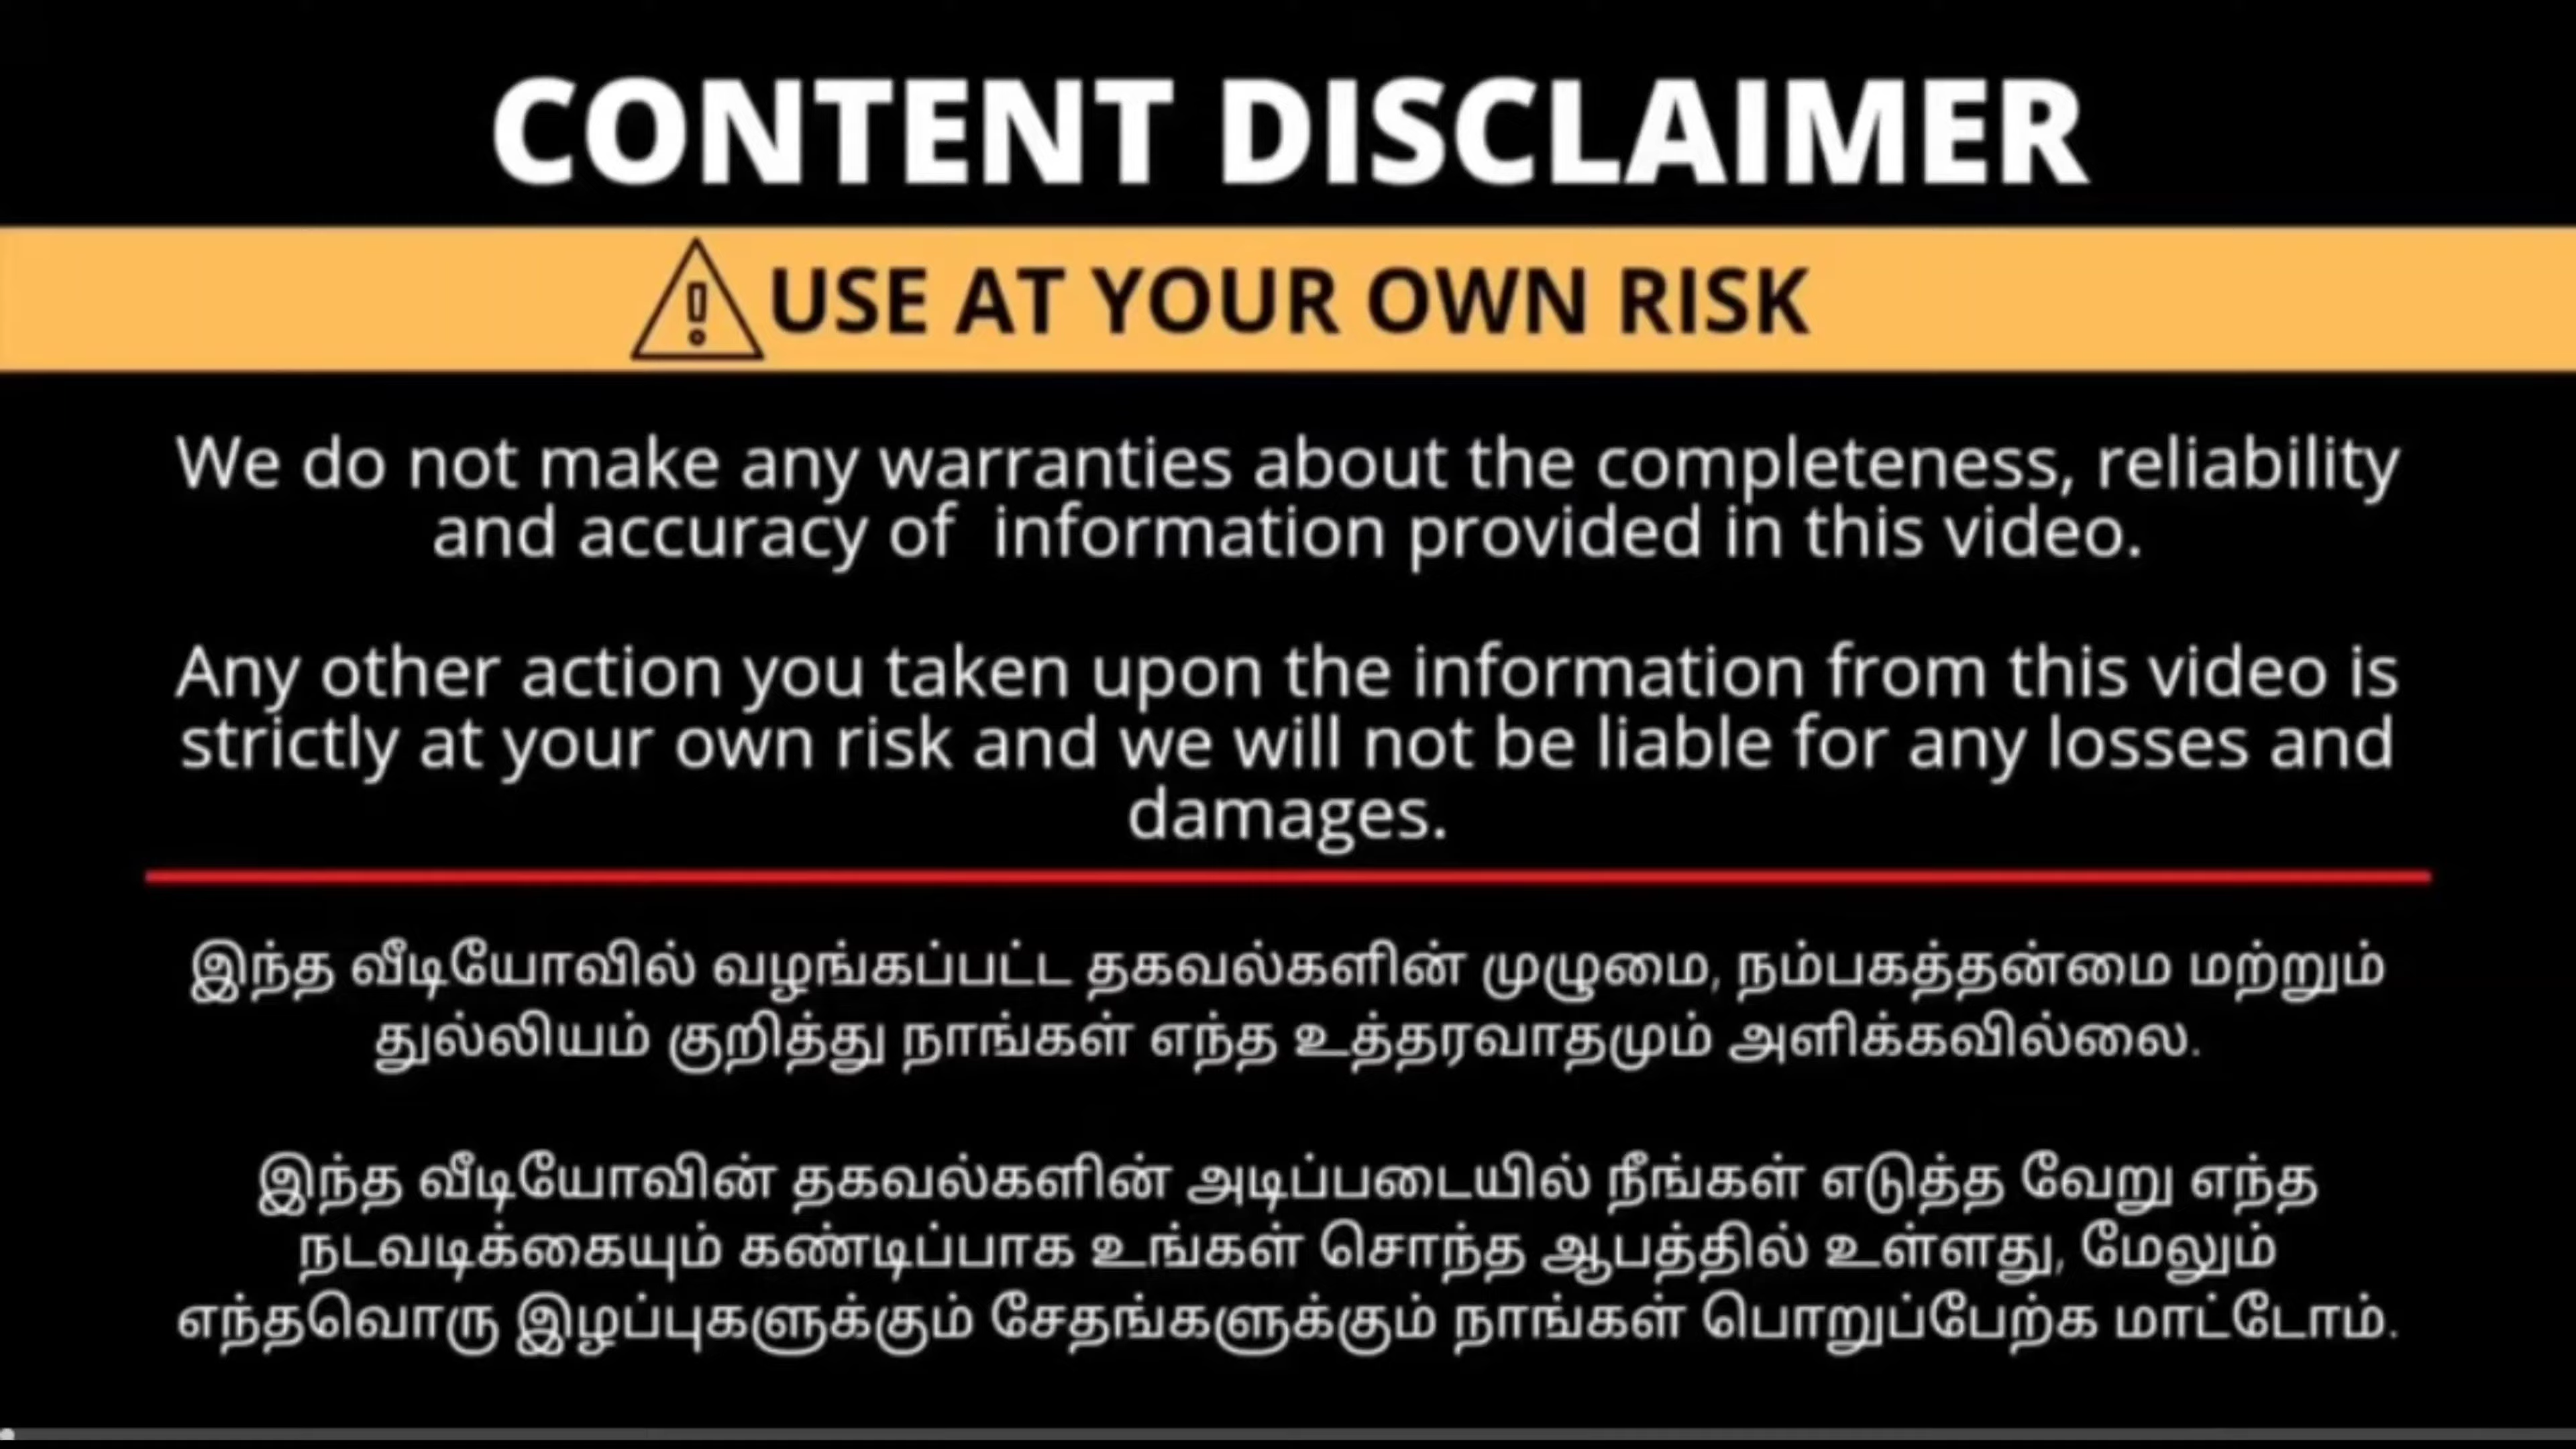 CONTENT DISCLAIMER
USE AT YOUR OWN RISK
We do not make any warranties about the completeness, reliability
and accuracy of  information provided in this video.
Any other action you taken upon the information from this video is
strictly at your own risk and we will not be liable for any losses and
damages.
இந்த வீடியோவில் வழங்கப்பட்ட தகவல்களின் முழுமை, நம்பகத்தன்மை மற்றும்
துல்லியம் குறித்து நாங்கள் எந்த உத்தரவாதமும் அளிக்கவில்லை.
இந்த வீடியோவின் தகவல்களின் அடிப்படையில் நீங்கள் எடுத்த வேறு எந்த
நடவடிக்கையும் கண்டிப்பாக உங்கள் சொந்த ஆபத்தில் உள்ளது, மேலும்
எந்தவொரு இழப்புகளுக்கும் சேதங்களுக்கும் நாங்கள் பொறுப்பேற்க மாட்டோம்.